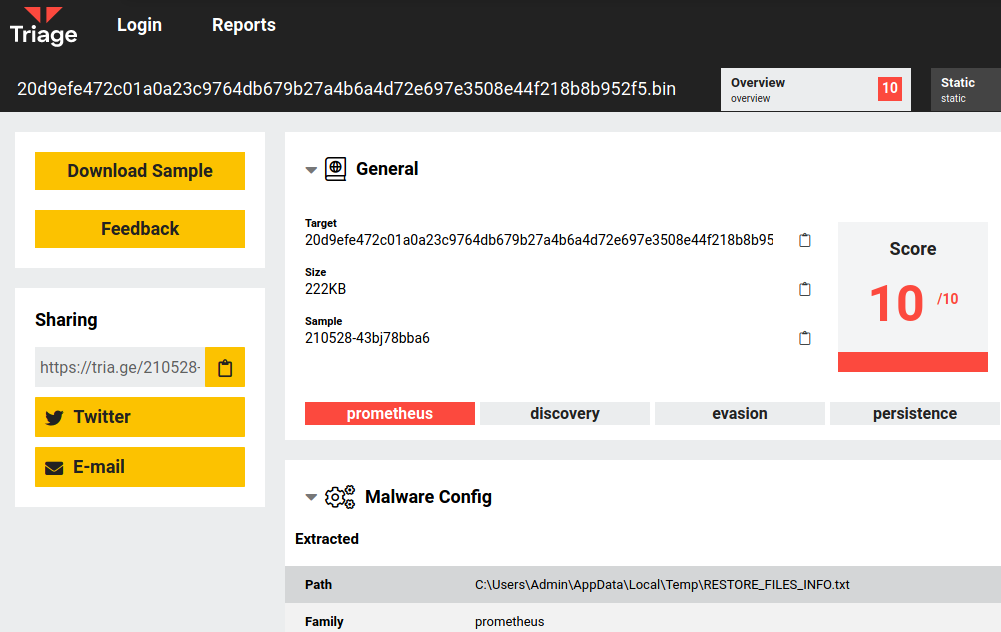 Triage
Login
Reports
20d9efe472c01a0a23c9764db679b27a4b6a4d72e697e3508e44f218b8b952f5.bin
Overview
overview
10
Static
static
Download Sample
Feedback
Sharing
https://tria.ge/210528-
Twitter
E-mail
General
Target
20d9efe472c01a0a23c9764db679b27a4b6a4d72e697e3508e44f218b8b95
Size
222KB
Sample
210528-43bj78bba6
Score
10 /10
prometheus
discovery
evasion
persistence
Malware Config
Extracted
Path C:\Users\Admin\AppData\Local\Temp\RESTORE_FILES_INFO.txt
Family prometheus